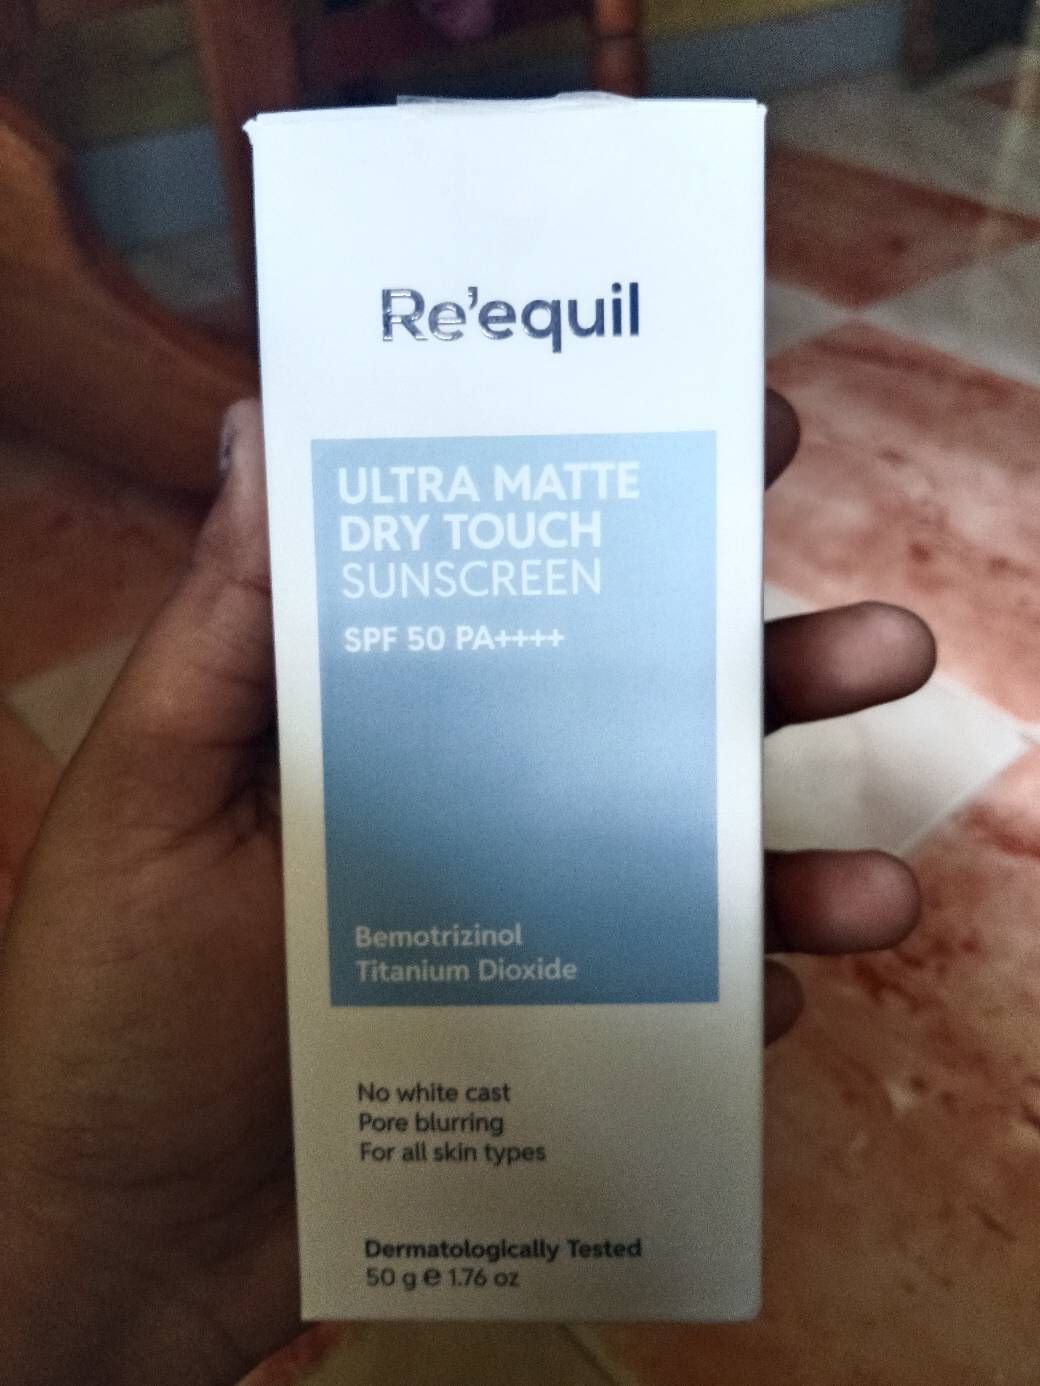 Re'equil
ULTRA MATTE
DRY TOUCH
SUNSCREEN
SPF 50 PA++++
Bemotrizinol
Titanium Dioxide
No white cast
Pore blurring
For all skin types
Dermatologically Tested
50 g ℮ 1.76 oz